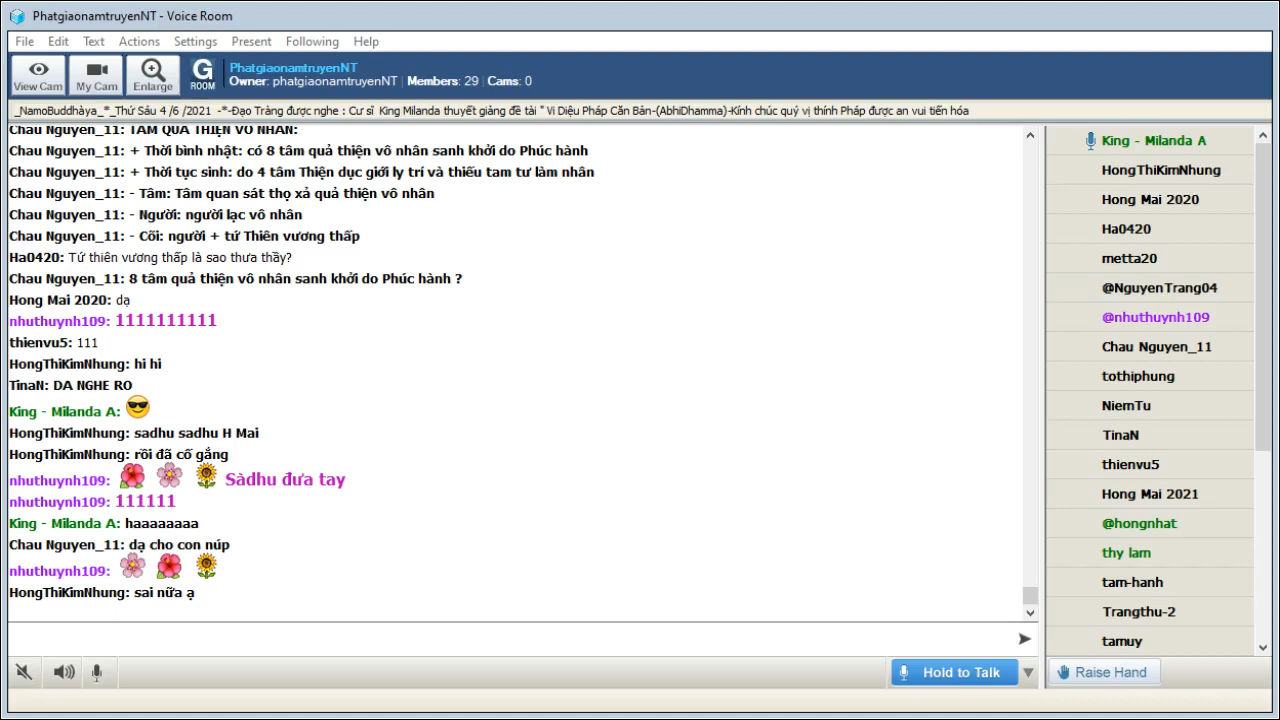 PhatgiaonamtruyenNT - Voice Room
File Edit Text Actions Settings Present Following Help
View Cam My Cam Enlarge G ROOM
PhatgiaonamtruyenNT
Owner: phatgiaonamtruyenNT Members: 29 Cams: 0
_NamoBuddhàya_*_Thứ Sáu 4 /6 /2021 -*-Đạo Tràng được nghe : Cư sĩ King Milanda thuyết giảng đề tài " Vi Diệu Pháp Căn Bản-(AbhiDhamma)-Kính chúc quý vị thính Pháp được an vui tiến hóa
Chau Nguyen_11: TÂM QUẢ THIỆN VÔ NHÂN:
Chau Nguyen_11: + Thời bình nhật: có 8 tâm quả thiện vô nhân sanh khởi do Phúc hành
Chau Nguyen_11: + Thời tục sinh: do 4 tâm Thiện dục giới ly trí và thiếu tam tư làm nhân
Chau Nguyen_11: - Tâm: Tâm quan sát thọ xả quả thiện vô nhân
Chau Nguyen_11: - Người: người lạc vô nhân
Chau Nguyen_11: - Cõi: người + tứ Thiên vương thấp
Ha0420: Tứ thiên vương thấp là sao thưa thầy?
Chau Nguyen_11: 8 tâm quả thiện vô nhân sanh khởi do Phúc hành ?
Hong Mai 2020: dạ
nhuthuynh109: 1111111111
thienvu5: 111
HongThiKimNhung: hi hi
TinaN: DA NGHE RO
King - Milanda A:
HongThiKimNhung: sadhu sadhu H Mai
HongThiKimNhung: rồi đã cố gắng
nhuthuynh109: Sàdhu đưa tay
nhuthuynh109: 111111
King - Milanda A: haaaaaaaa
Chau Nguyen_11: dạ cho con núp
nhuthuynh109:
HongThiKimNhung: sai nữa ạ
King - Milanda A
HongThiKimNhung
Hong Mai 2020
Ha0420
metta20
@NguyenTrang04
@nhuthuynh109
Chau Nguyen_11
tothiphung
NiemTu
TinaN
thienvu5
Hong Mai 2021
@hongnhat
thy lam
tam-hanh
Trangthu-2
tamuy
Hold to Talk
Raise Hand